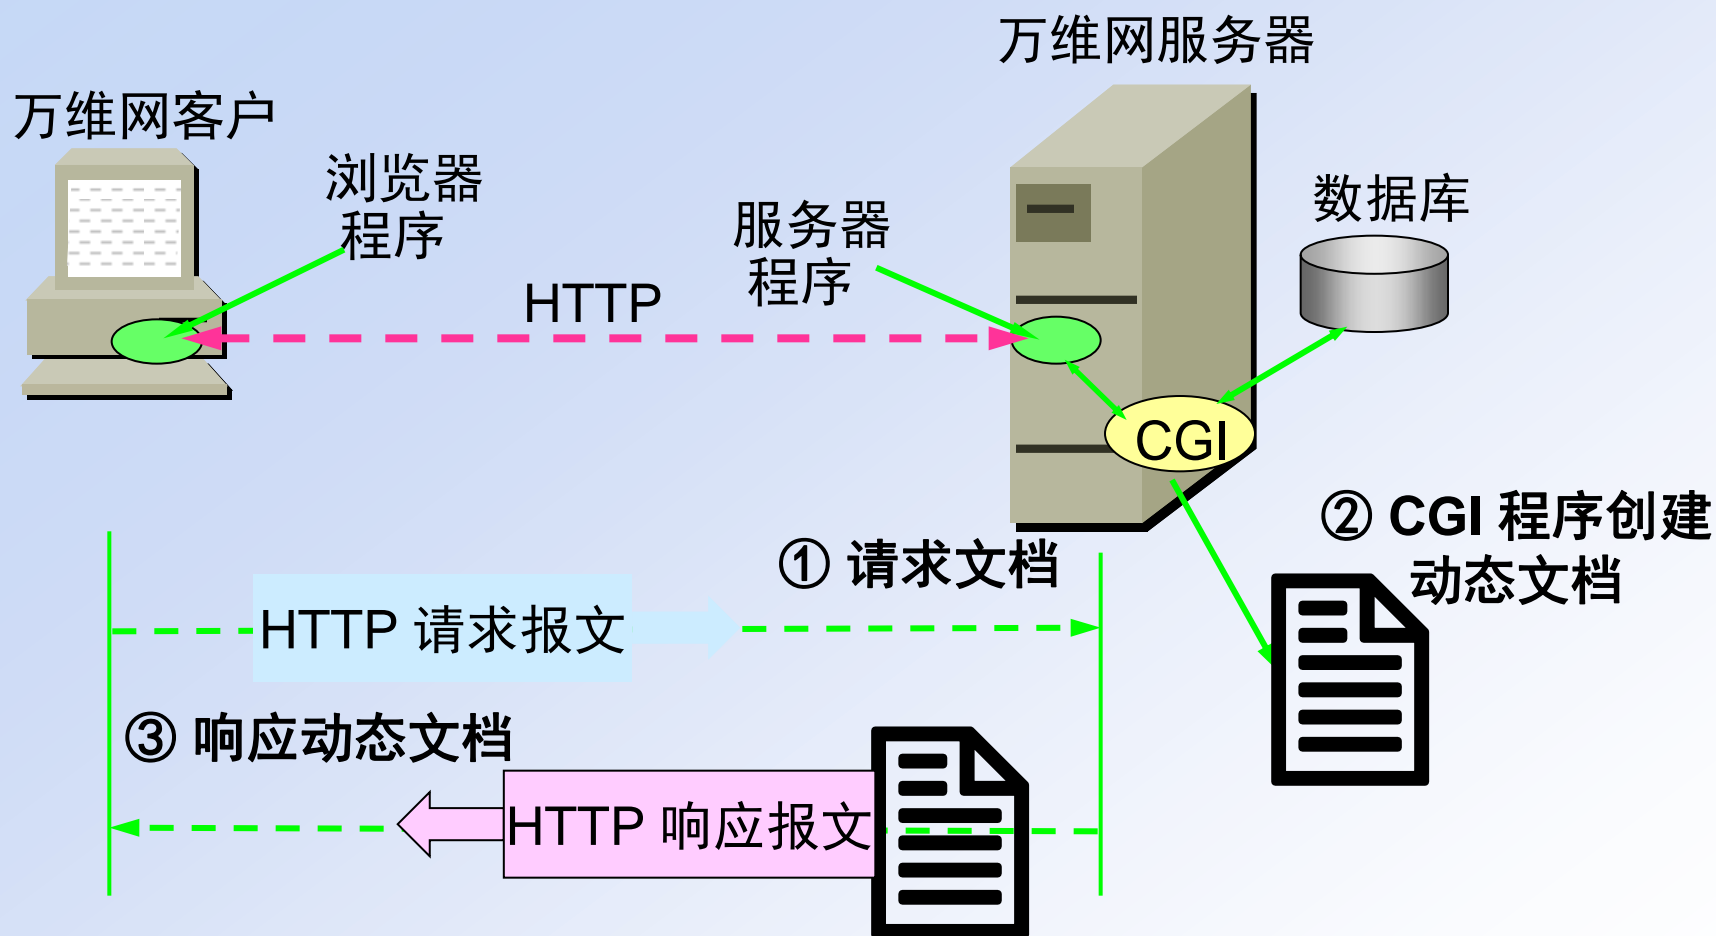 万维网服务器
万维网客户
浏览器
程序
服务器
程序
数据库
HTTP
CGI
② CGI 程序创建
动态文档
① 请求文档
HTTP 请求报文
③ 响应动态文档
HTTP 响应报文